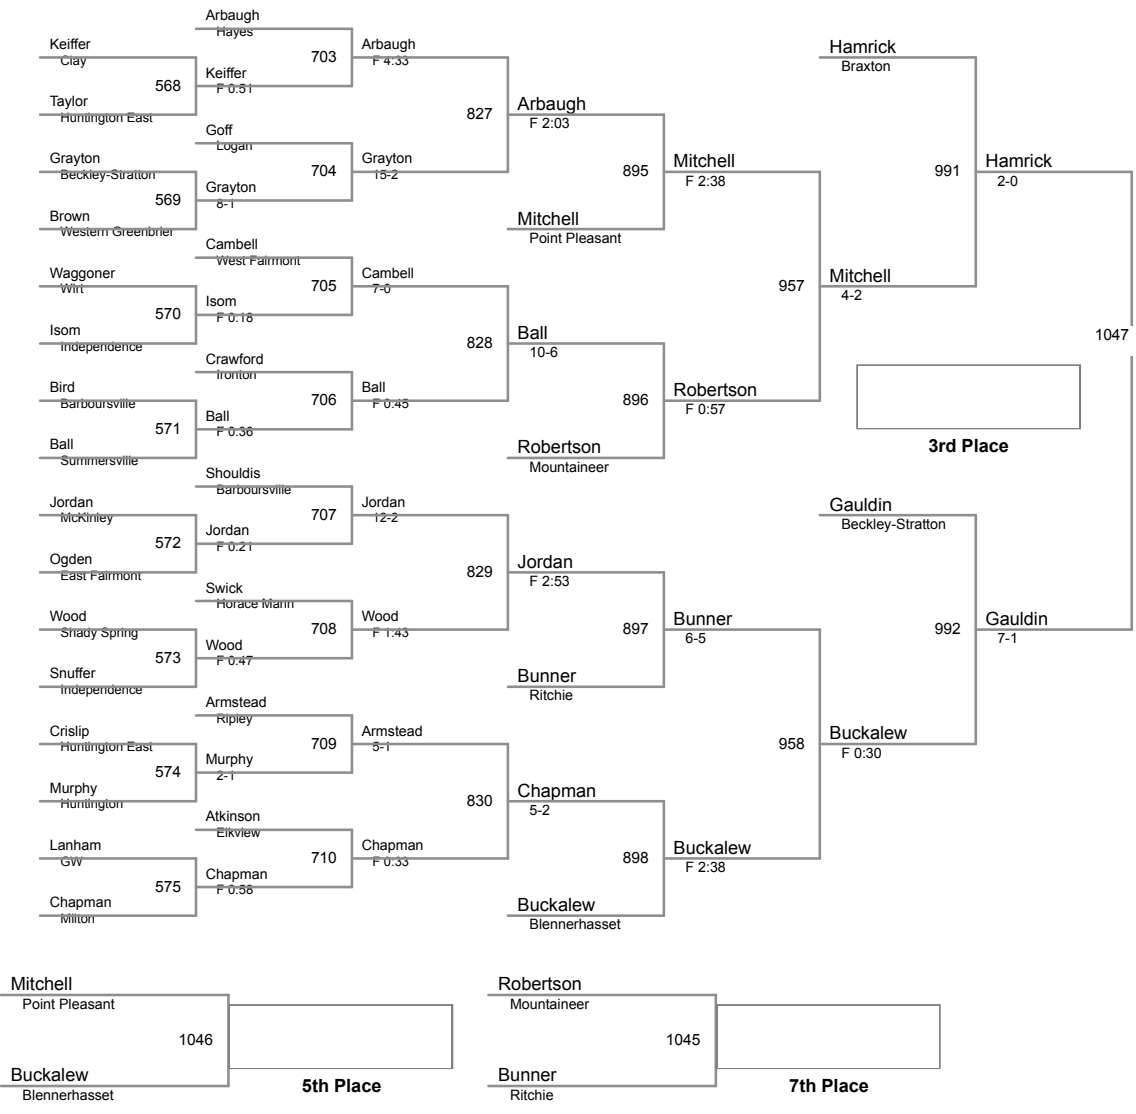 Arbaugh
Hayes
Keiffer
Clay
703
Arbaugh
F 4:33
Hamrick
Braxton
568
Keiffer
F 0:51
Taylor
Huntington East
827
Arbaugh
F 2:03
Goff
Logan
Grayton
Beckley-Stratton
704
Grayton
15-2
895
Mitchell
F 2:38
991
Hamrick
2-0
569
Grayton
8-1
Brown
Western Greenbrier
Mitchell
Point Pleasant
Cambell
West Fairmont
Waggoner
Wirt
705
Cambell
7-0
957
Mitchell
4-2
570
Isom
F 0:18
Isom
Independence
828
Ball
10-6
1047
Crawford
Ironton
Bird
Barboursville
706
Ball
F 0:45
896
Robertson
F 0:57
571
Ball
F 0:36
Ball
Summersville
Robertson
Mountaineer
3rd Place
Shouldis
Barboursville
Jordan
McKinley
707
Jordan
12-2
Gauldin
Beckley-Stratton
572
Jordan
F 0:21
Ogden
East Fairmont
829
Jordan
F 2:53
Swick
Horace Mann
Wood
Shady Spring
708
Wood
F 1:43
897
Bunner
6-5
992
Gauldin
7-1
573
Wood
F 0:47
Snuffer
Independence
Bunner
Ritchie
Armstead
Ripley
Crislip
Huntington East
709
Armstead
5-1
958
Buckalew
F 0:30
574
Murphy
2-1
Murphy
Huntington
830
Chapman
5-2
Atkinson
Elkview
Lanham
GW
710
Chapman
F 0:33
898
Buckalew
F 2:38
575
Chapman
F 0:58
Chapman
Milton
Buckalew
Blennerhasset
Mitchell
Point Pleasant
1046
Buckalew
Blennerhasset
5th Place
Robertson
Mountaineer
1045
Bunner
Ritchie
7th Place